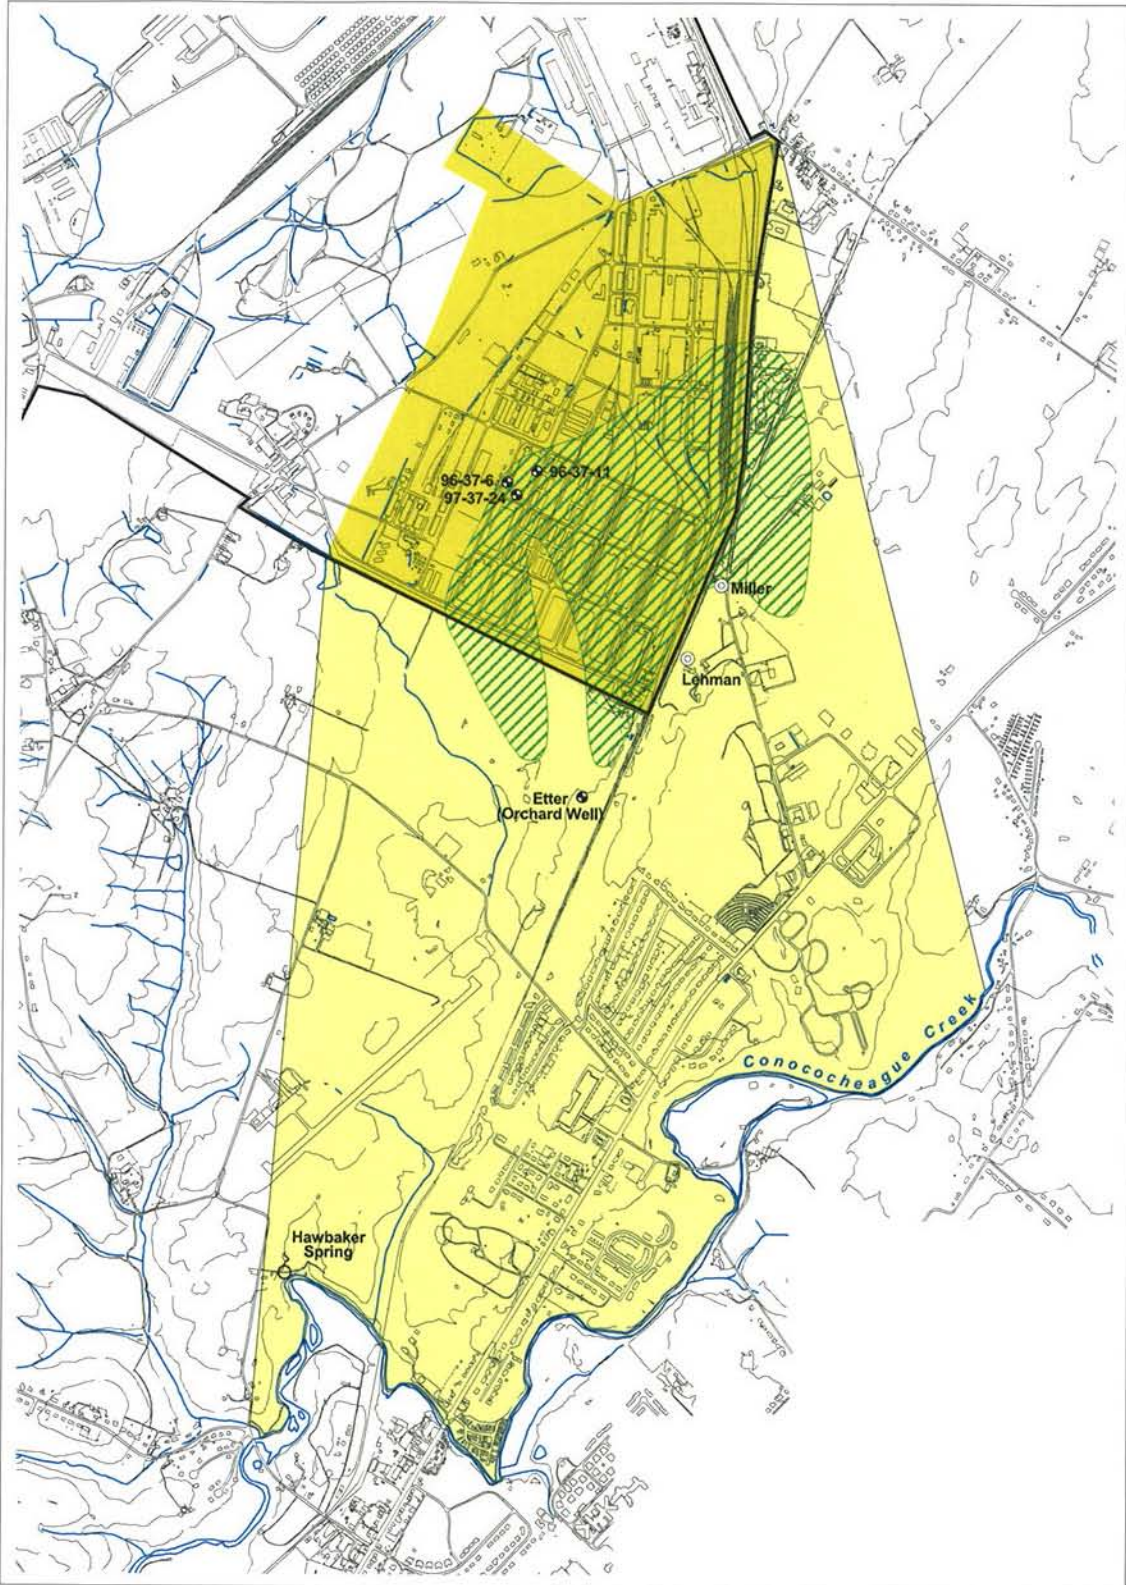 96-37-11
96-37-6
97-37-24
Miller
Lehman
Etter
(Orchard Well)
Conococheague Creek
Hawbaker
Spring